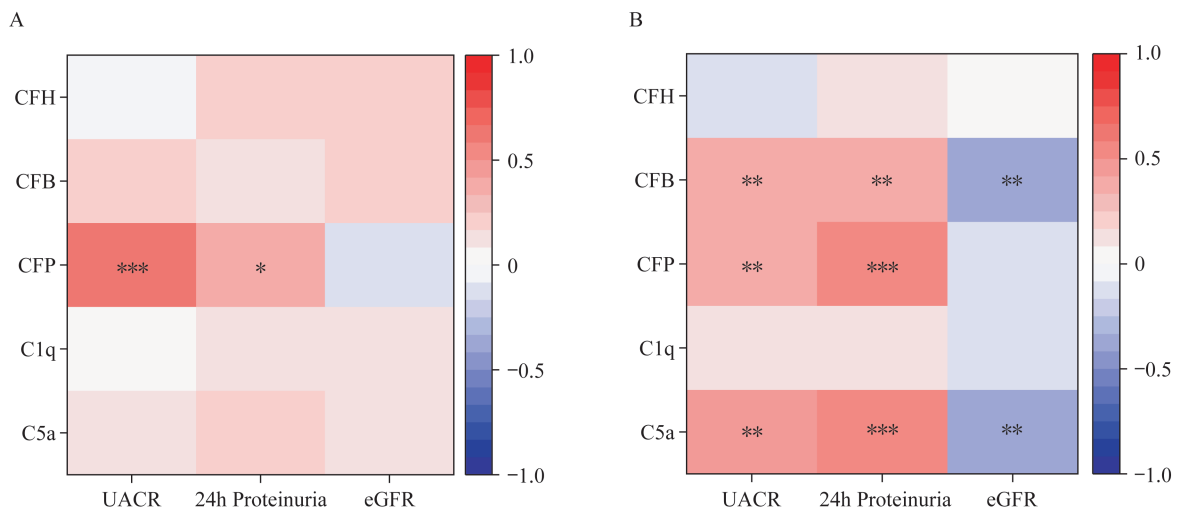 A
CFH
CFB
CFP
C1q
C5a
*** *
UACR 24h Proteinuria eGFR
1.0
0.5
0
−0.5
−1.0
B
CFH
CFB
CFP
C1q
C5a
** ** **
** ***
** *** **
UACR 24h Proteinuria eGFR
1.0
0.5
0
−0.5
−1.0